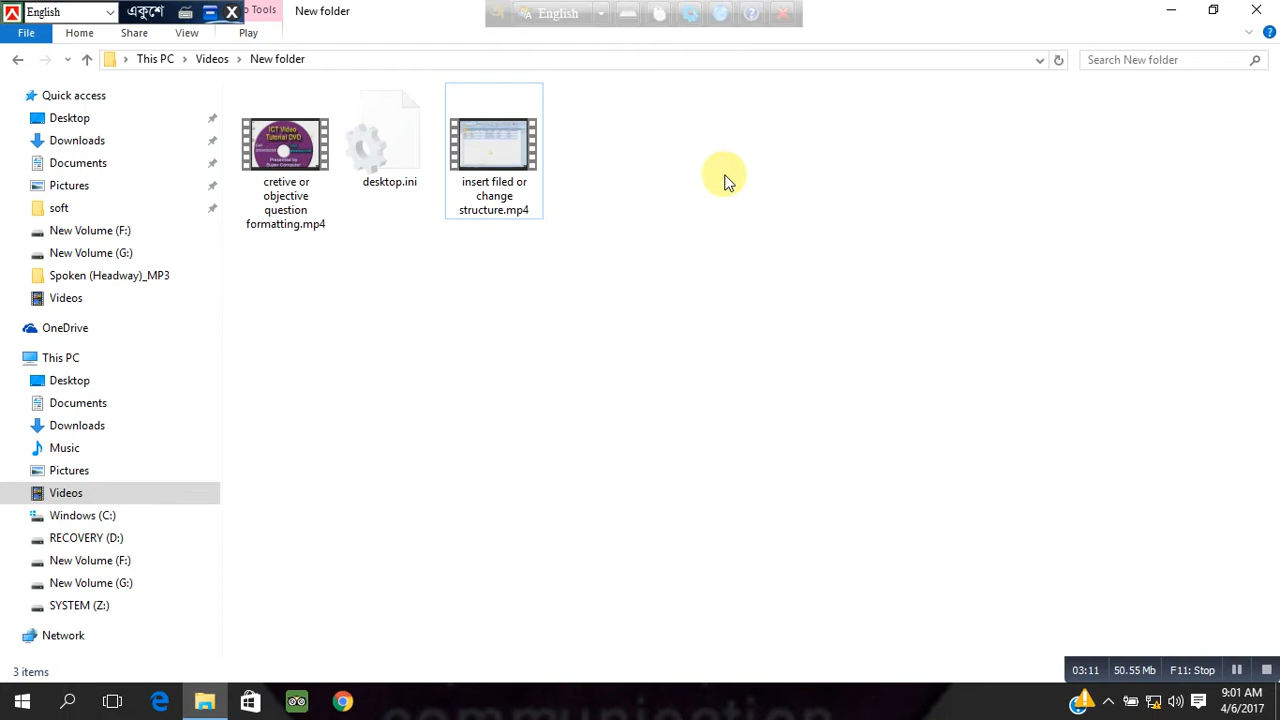 English
একুশে
Tools
New folder
English
File
Home
Share
View
Play
This PC
Videos
New folder
Search New folder
Quick access
Desktop
Downloads
Documents
Pictures
soft
New Volume (F:)
New Volume (G:)
Spoken (Headway)_MP3
Videos
OneDrive
This PC
Desktop
Documents
Downloads
Music
Pictures
Videos
Windows (C:)
RECOVERY (D:)
New Volume (F:)
New Volume (G:)
SYSTEM (Z:)
Network
ICT Video
Tutorial DVD
cretive or
objective
question
formatting.mp4
desktop.ini
insert filed or
change
structure.mp4
3 items
03:11
50.55 Mb
F11: Stop
9:01 AM
4/6/2017